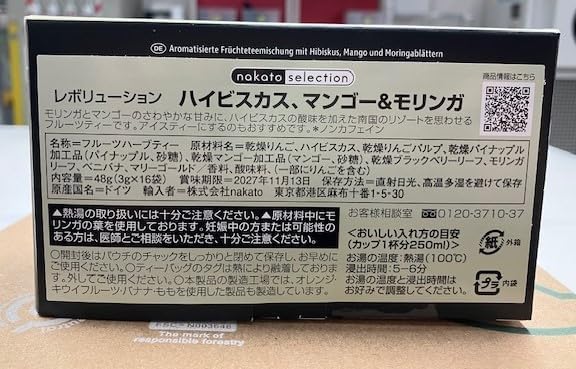 DE Aromatisierte Früchteteemischung mit Hibiskus, Mango und Moringablättern
nakato selection
商品情報はこちら
レボリューション ハイビスカス、マンゴー&モリンガ
モリンガとマンゴーのさわやかな甘みに、ハイビスカスの酸味を加えた南国のリゾートを思わせる
フルーツティーです。アイスティーにするのもおすすめです。*ノンカフェイン
名称=フルーツハーブティー 原材料名=乾燥りんご、ハイビスカス、乾燥りんごパルプ、乾燥パイナップル
加工品(パイナップル、砂糖)、乾燥マンゴー加工品(マンゴー、砂糖)、乾燥ブラックベリーリーフ、モリンガ
リーフ、ベニバナ、マリーゴールド/香料、酸味料、(一部にりんごを含む)
内容量=48g(3g×16袋) 賞味期限=2027年11月13日 保存方法=直射日光、高温多湿を避けて保存
原産国名=ドイツ 輸入者=株式会社nakato 東京都港区麻布十番1-5-30
▲熱湯の取り扱いには十分ご注意ください。▲原材料中にモ
リンガの葉を使用しております。妊娠中の方または可能性の
ある方は、医師とご相談をいただき、十分ご注意ください。
○開封後はパウチのチャックをしっかりと閉めて保存し、お早めに
ご使用ください。○ティーバッグのタグは熱により融着しておりま
す。外してご使用ください。○本製品の製造工場では、オレンジ・
キウイフルーツ・バナナ・ももを使用した製品も製造しています。
お客様相談室 0120-3710-37
<おいしい入れ方の目安
(カップ1杯分250ml)>
お湯の温度:熱湯(100℃)
浸出時間:5–6分
お湯の温度と浸出時間は
お好みで調整してください。
紙 外箱
プラ 内袋
FSC® N003646
The mark of
responsible forestry